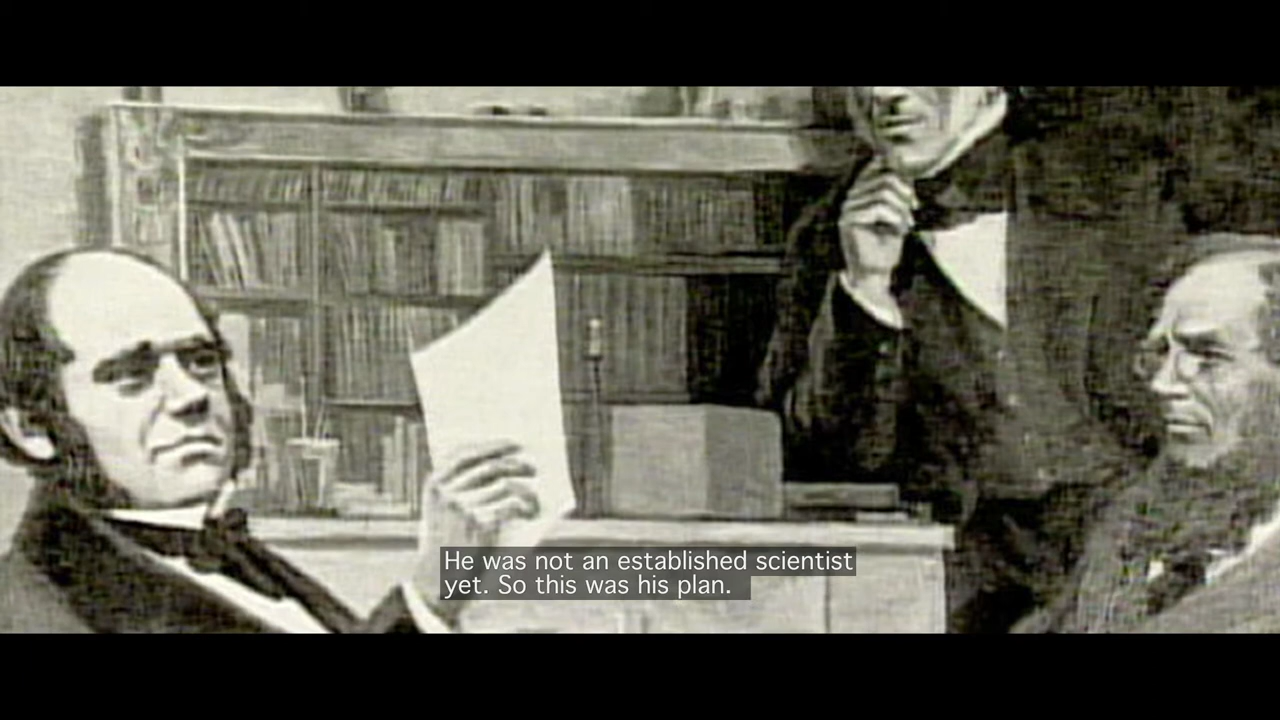 He was not an established scientist
yet. So this was his plan.